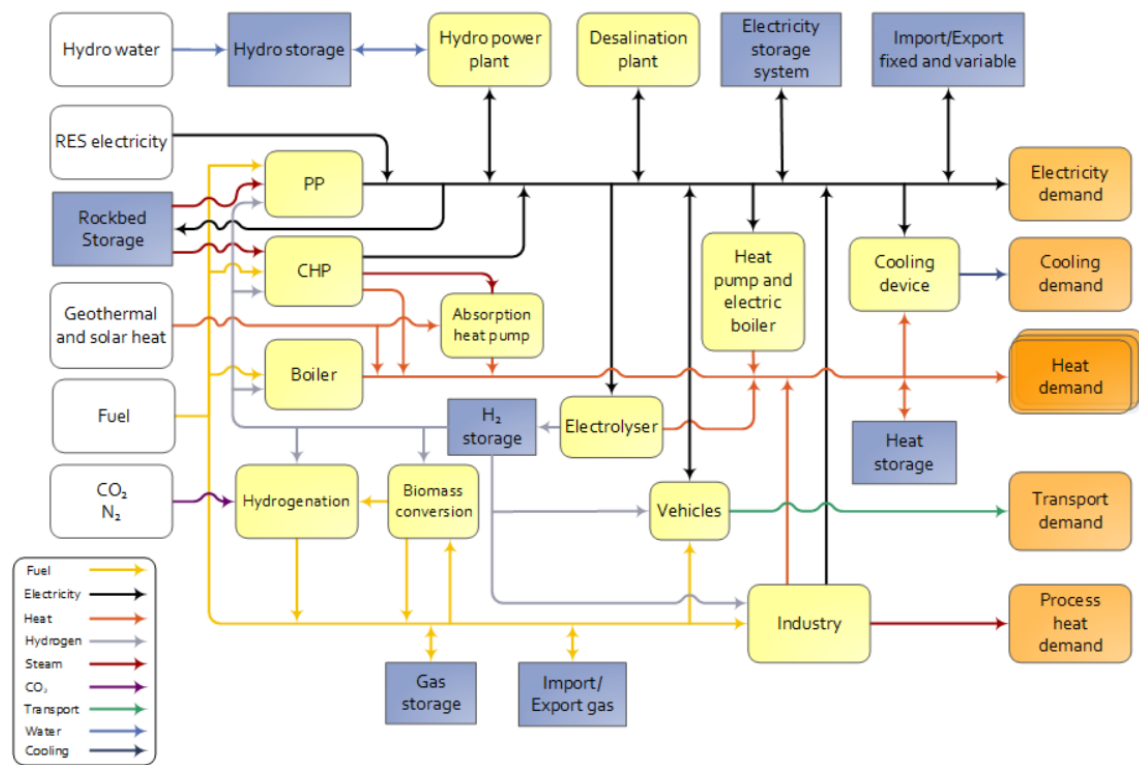 Hydro water
Hydro storage
Hydro power
plant
Desalination
plant
Electricity
storage
system
Import/Export
fixed and variable
RES electricity
PP
Electricity
demand
Rockbed
Storage
CHP
Heat
pump and
electric
boiler
Cooling
device
Cooling
demand
Geothermal
and solar heat
Absorption
heat pump
Boiler
Heat
demand
Fuel
H₂
storage
Electrolyser
Heat
storage
CO₂
N₂
Hydrogenation
Biomass
conversion
Vehicles
Transport
demand
Fuel
Electricity
Heat
Hydrogen
Steam
CO₂
Transport
Water
Cooling
Industry
Process
heat
demand
Gas
storage
Import/
Export gas